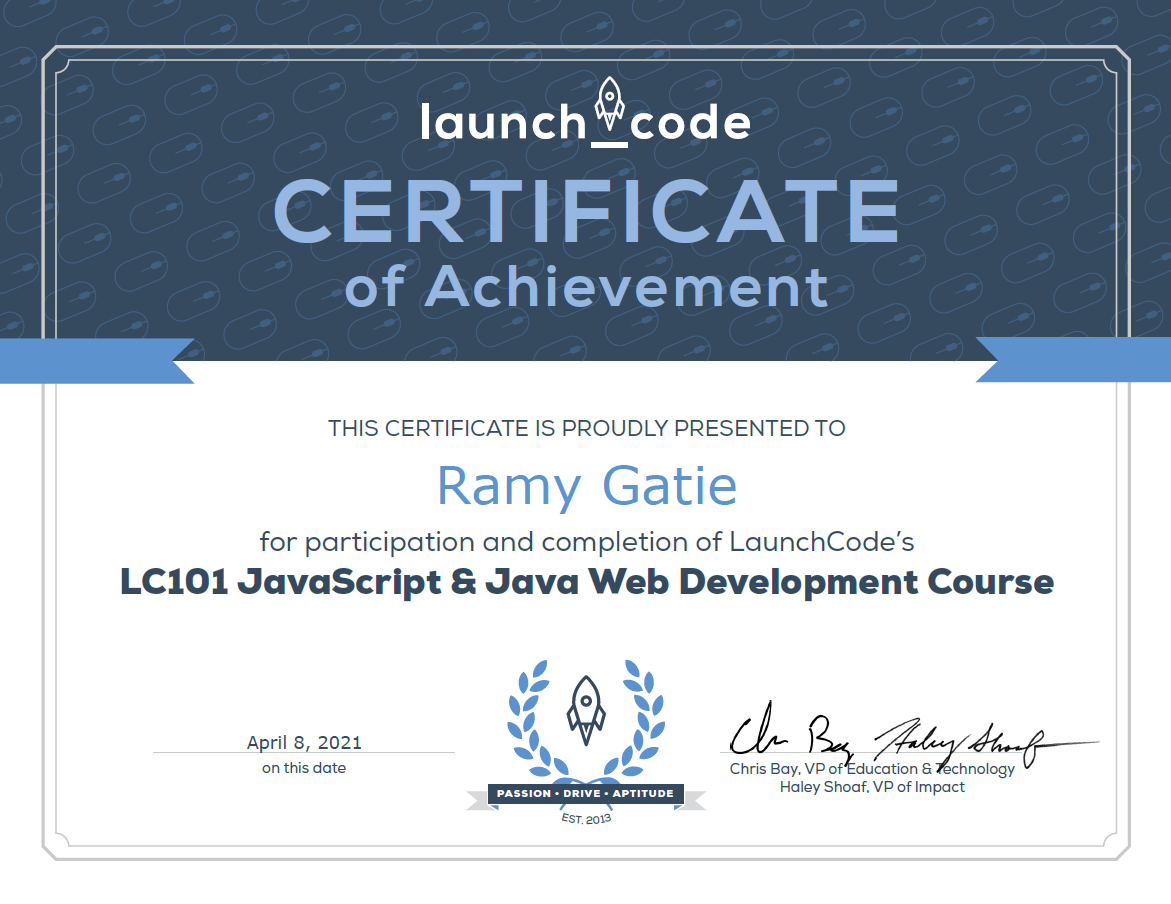 launch_code
CERTIFICATE
of Achievement
THIS CERTIFICATE IS PROUDLY PRESENTED TO
Ramy Gatie
for participation and completion of LaunchCode’s
LC101 JavaScript & Java Web Development Course
April 8, 2021
on this date
PASSION • DRIVE • APTITUDE
EST. 2013
Chris Bay Haley Shoaf
Chris Bay, VP of Education & Technology
Haley Shoaf, VP of Impact